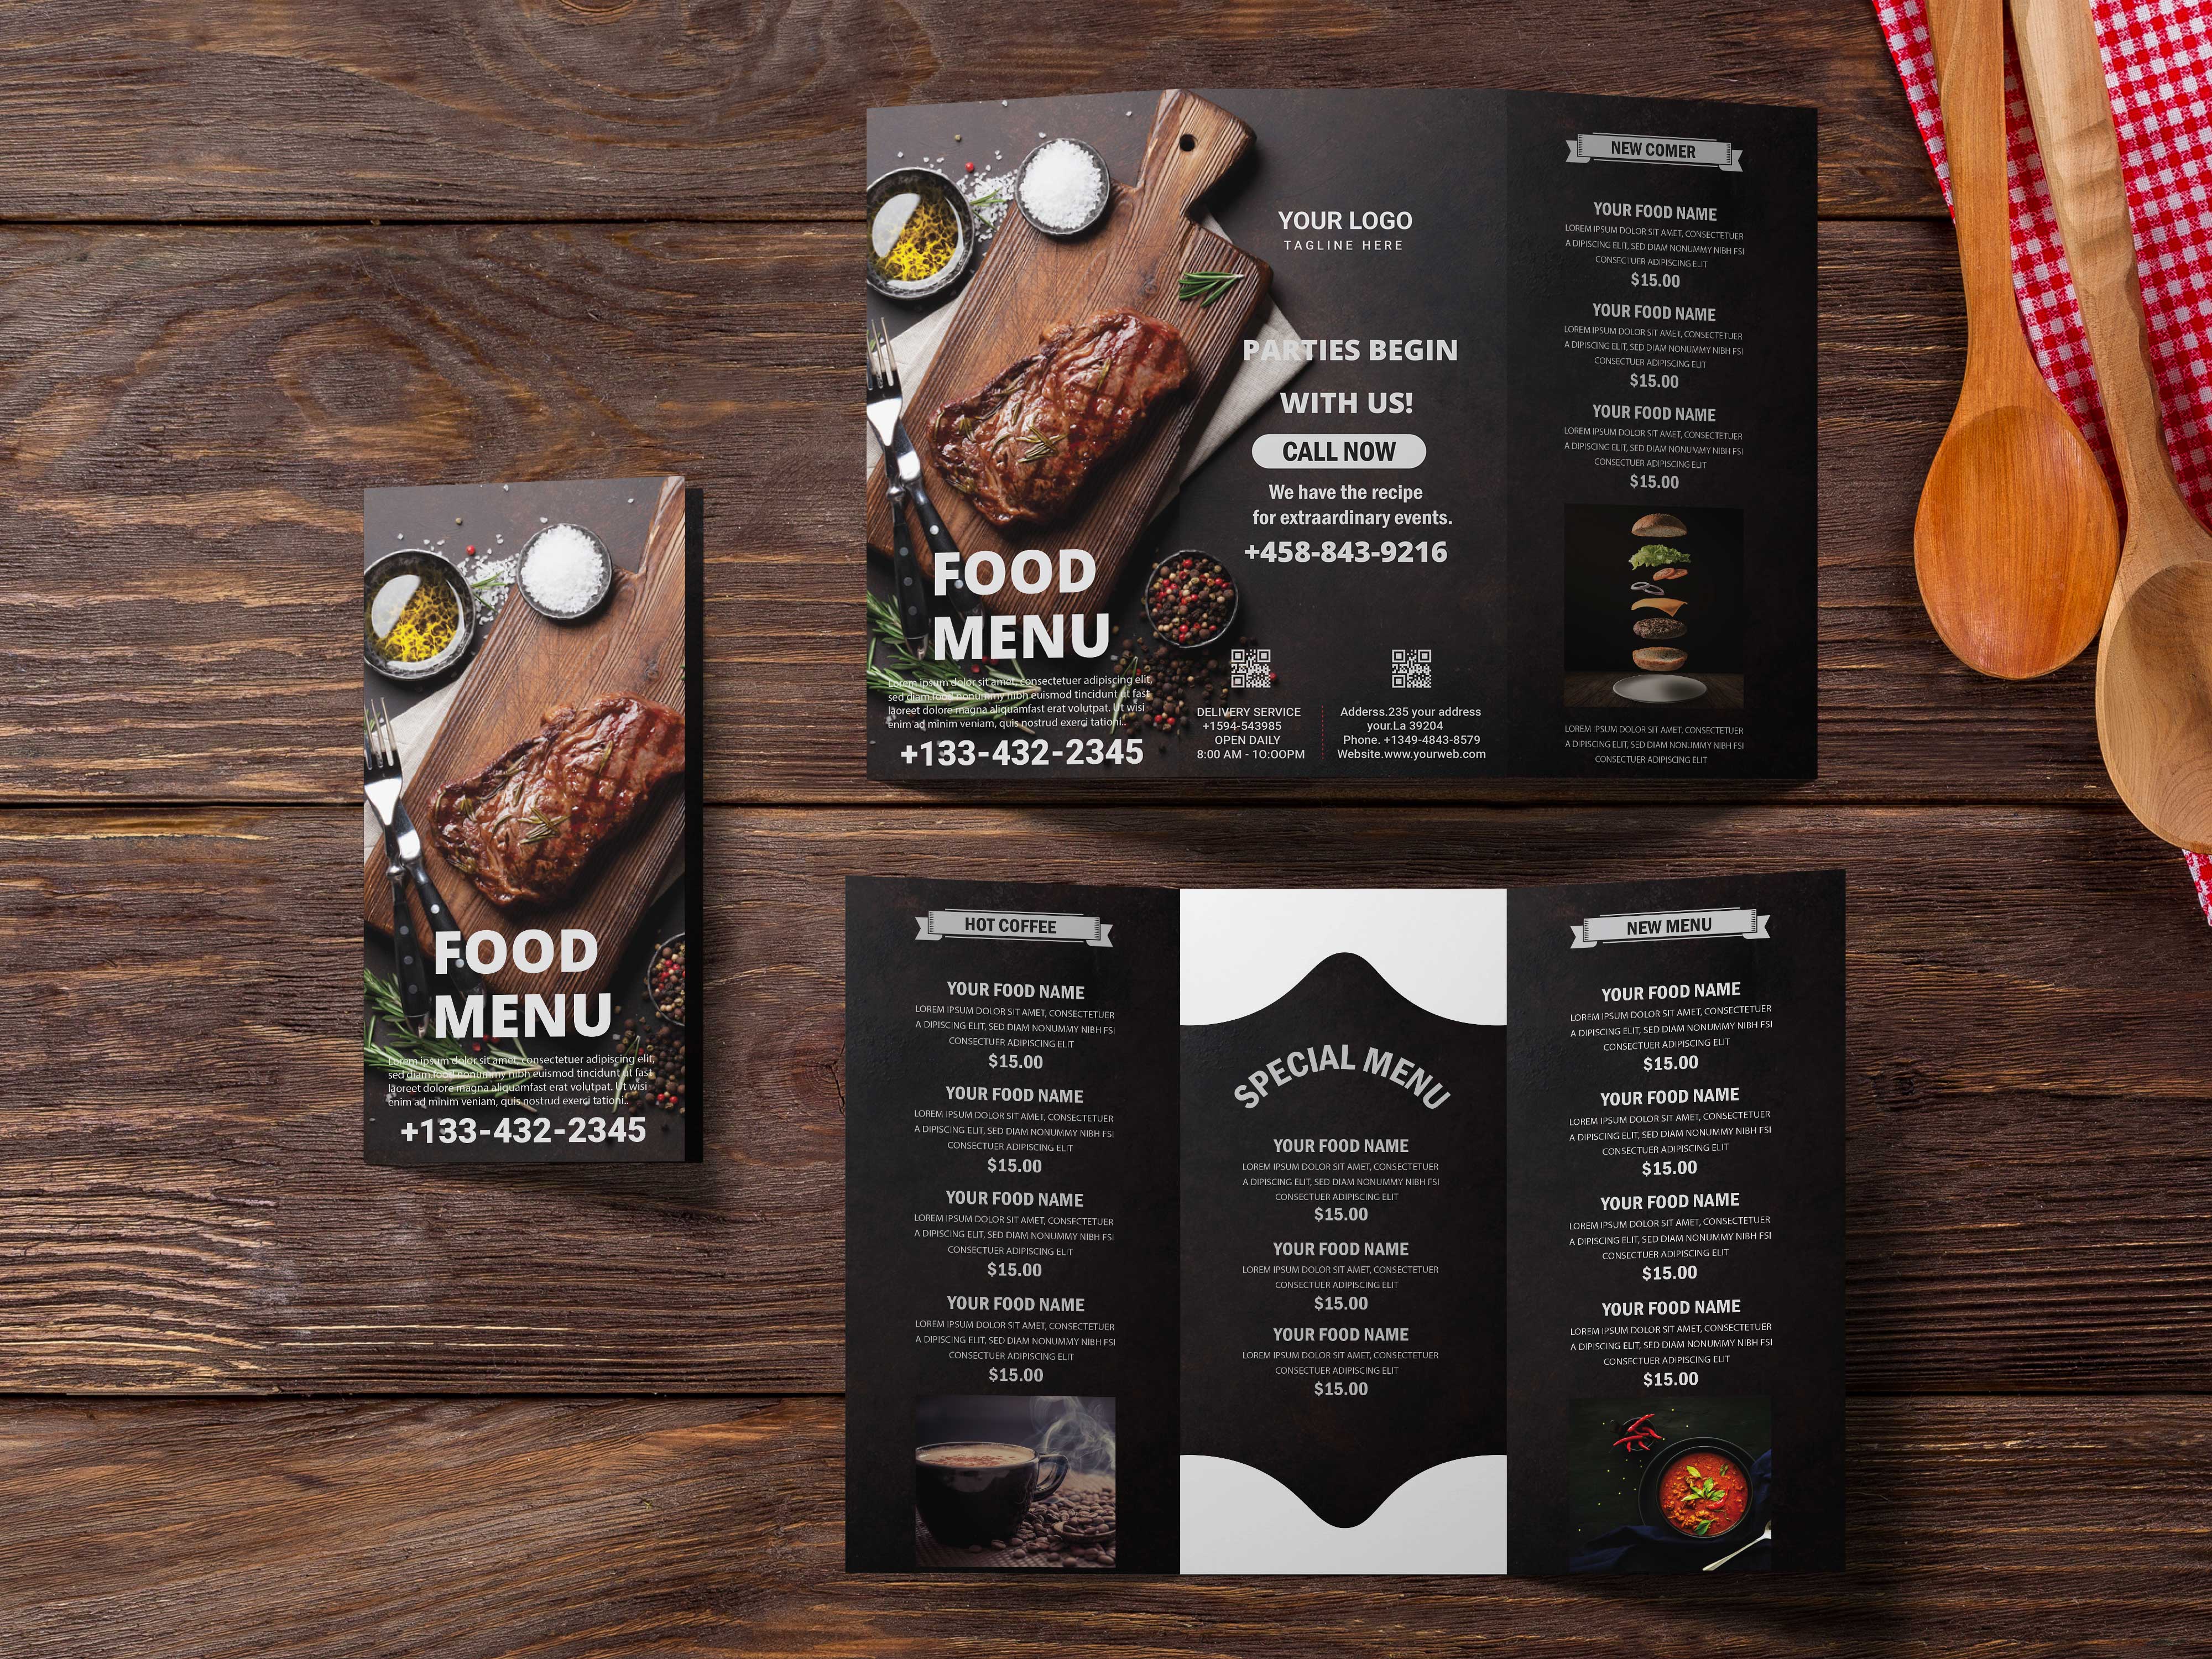 FOOD
MENU
Lorem ipsum dolor sit amet, consectetuer adipiscing elit,
sed diam food nonummy nibh euismod tincidunt ut fast
laoreet dolore magna aliquamfast erat volutpat. Ut wisi
enim ad minim veniam, quis nostrud exerci tationi..
+133-432-2345
FOOD
MENU
Lorem ipsum dolor sit amet, consectetuer adipiscing elit,
sed diam food nonummy nibh euismod tincidunt ut fast
laoreet dolore magna aliquamfast erat volutpat. Ut wisi
enim ad minim veniam, quis nostrud exerci tationi..
+133-432-2345
YOUR LOGO
TAGLINE HERE
PARTIES BEGIN
WITH US!
CALL NOW
We have the recipe
for extraardinary events.
+458-843-9216
DELIVERY SERVICE
+1594-543985
OPEN DAILY
8:00 AM - 10:OOPM
Adderss.235 your address
your.La 39204
Phone. +1349-4843-8579
Website.www.yourweb.com
NEW COMER
YOUR FOOD NAME
LOREM IPSUM DOLOR SIT AMET, CONSECTETUER
A DIPISCING ELIT, SED DIAM NONUMMY NIBH FSI
CONSECTUER ADIPISCING ELIT
$15.00
YOUR FOOD NAME
LOREM IPSUM DOLOR SIT AMET, CONSECTETUER
A DIPISCING ELIT, SED DIAM NONUMMY NIBH FSI
CONSECTUER ADIPISCING ELIT
$15.00
YOUR FOOD NAME
LOREM IPSUM DOLOR SIT AMET, CONSECTETUER
A DIPISCING ELIT, SED DIAM NONUMMY NIBH FSI
CONSECTUER ADIPISCING ELIT
$15.00
LOREM IPSUM DOLOR SIT AMET, CONSECTETUER
A DIPISCING ELIT, SED DIAM NONUMMY NIBH FSI
CONSECTUER ADIPISCING ELIT
HOT COFFEE
YOUR FOOD NAME
LOREM IPSUM DOLOR SIT AMET, CONSECTETUER
A DIPISCING ELIT, SED DIAM NONUMMY NIBH FSI
CONSECTUER ADIPISCING ELIT
$15.00
YOUR FOOD NAME
LOREM IPSUM DOLOR SIT AMET, CONSECTETUER
A DIPISCING ELIT, SED DIAM NONUMMY NIBH FSI
CONSECTUER ADIPISCING ELIT
$15.00
YOUR FOOD NAME
LOREM IPSUM DOLOR SIT AMET, CONSECTETUER
A DIPISCING ELIT, SED DIAM NONUMMY NIBH FSI
CONSECTUER ADIPISCING ELIT
$15.00
YOUR FOOD NAME
LOREM IPSUM DOLOR SIT AMET, CONSECTETUER
A DIPISCING ELIT, SED DIAM NONUMMY NIBH FSI
CONSECTUER ADIPISCING ELIT
$15.00
SPECIAL MENU
YOUR FOOD NAME
LOREM IPSUM DOLOR SIT AMET, CONSECTETUER
A DIPISCING ELIT, SED DIAM NONUMMY NIBH FSI
CONSECTUER ADIPISCING ELIT
$15.00
YOUR FOOD NAME
LOREM IPSUM DOLOR SIT AMET, CONSECTETUER
CONSECTUER ADIPISCING ELIT
$15.00
YOUR FOOD NAME
LOREM IPSUM DOLOR SIT AMET, CONSECTETUER
CONSECTUER ADIPISCING ELIT
$15.00
NEW MENU
YOUR FOOD NAME
LOREM IPSUM DOLOR SIT AMET, CONSECTETUER
A DIPISCING ELIT, SED DIAM NONUMMY NIBH FSI
CONSECTUER ADIPISCING ELIT
$15.00
YOUR FOOD NAME
LOREM IPSUM DOLOR SIT AMET, CONSECTETUER
A DIPISCING ELIT, SED DIAM NONUMMY NIBH FSI
CONSECTUER ADIPISCING ELIT
$15.00
YOUR FOOD NAME
LOREM IPSUM DOLOR SIT AMET, CONSECTETUER
A DIPISCING ELIT, SED DIAM NONUMMY NIBH FSI
CONSECTUER ADIPISCING ELIT
$15.00
YOUR FOOD NAME
LOREM IPSUM DOLOR SIT AMET, CONSECTETUER
A DIPISCING ELIT, SED DIAM NONUMMY NIBH FSI
CONSECTUER ADIPISCING ELIT
$15.00